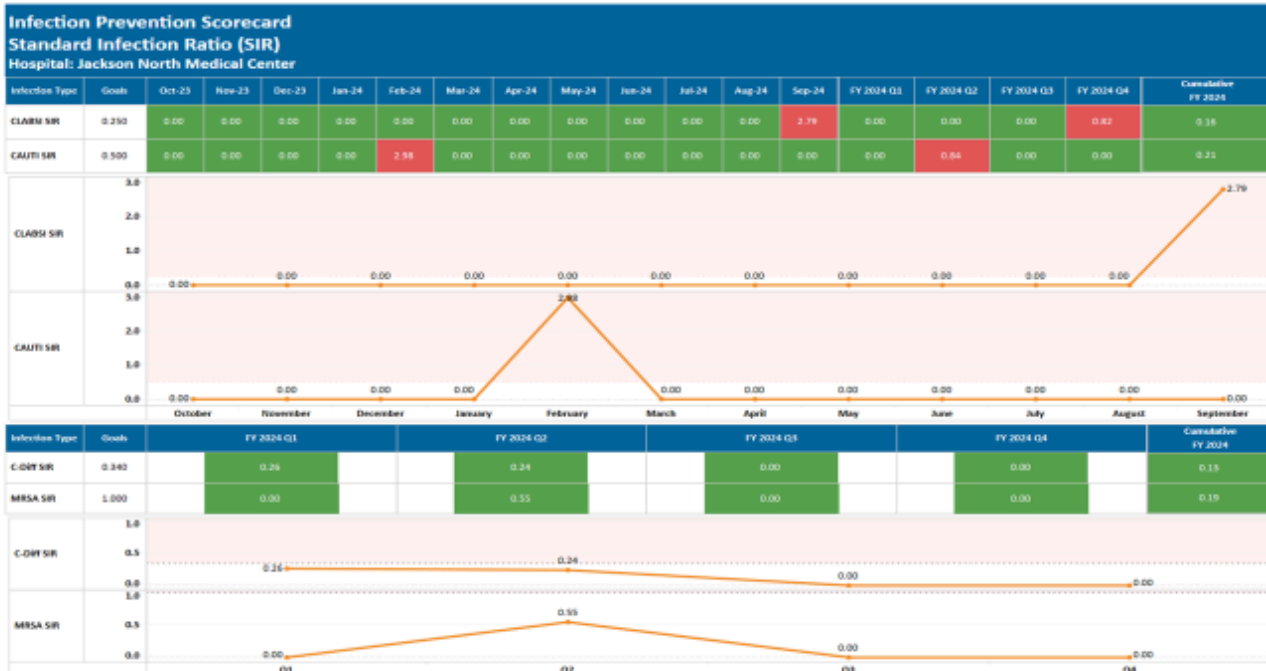 Infection Prevention Scorecard
Standard Infection Ratio (SIR)
Hospital: Jackson North Medical Center
Infection Type Goals Oct-23 Nov-23 Dec-23 Jan-24 Feb-24 Mar-24 Apr-24 May-24 Jun-24 Jul-24 Aug-24 Sep-24 FY 2024 Q1 FY 2024 Q2 FY 2024 Q3 FY 2024 Q4 Cumulative FY 2024
CLABSI SIR 0.250 0.00 0.00 0.00 0.00 0.00 0.00 0.00 0.00 0.00 0.00 0.00 2.79 0.00 0.00 0.00 0.82 0.16
CAUTI SIR 0.500 0.00 0.00 0.00 0.00 2.98 0.00 0.00 0.00 0.00 0.00 0.00 0.00 0.00 0.84 0.00 0.00 0.21
3.0
2.79
2.0
CLABSI SIR
1.0
0.00 0.00 0.00 0.00 0.00 0.00 0.00 0.00 0.00 0.00
0.0 0.00
3.0 2.98
2.0
CAUTI SIR
1.0
0.00 0.00 0.00 0.00 0.00 0.00 0.00 0.00 0.00
0.0 0.00 0.00
October November December January February March April May June July August September
Infection Type Goals FY 2024 Q1 FY 2024 Q2 FY 2024 Q3 FY 2024 Q4 Cumulative FY 2024
C-Diff SIR 0.340 0.26 0.24 0.00 0.00 0.13
MRSA SIR 1.000 0.00 0.55 0.00 0.00 0.19
1.0
C-Diff SIR 0.5
0.26 0.24 0.00 0.00
0.0
1.0
0.55
MRSA SIR 0.5
0.00 0.00 0.00
0.0
Q1 Q2 Q3 Q4